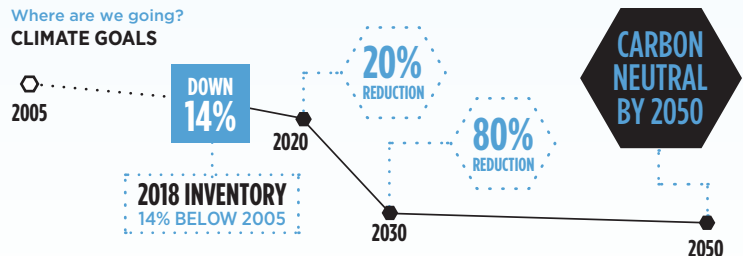 Where are we going?
CLIMATE GOALS
2005
DOWN
14%
2018 INVENTORY
14% BELOW 2005
2020
20%
REDUCTION
2030
80%
REDUCTION
CARBON
NEUTRAL
BY 2050
2050